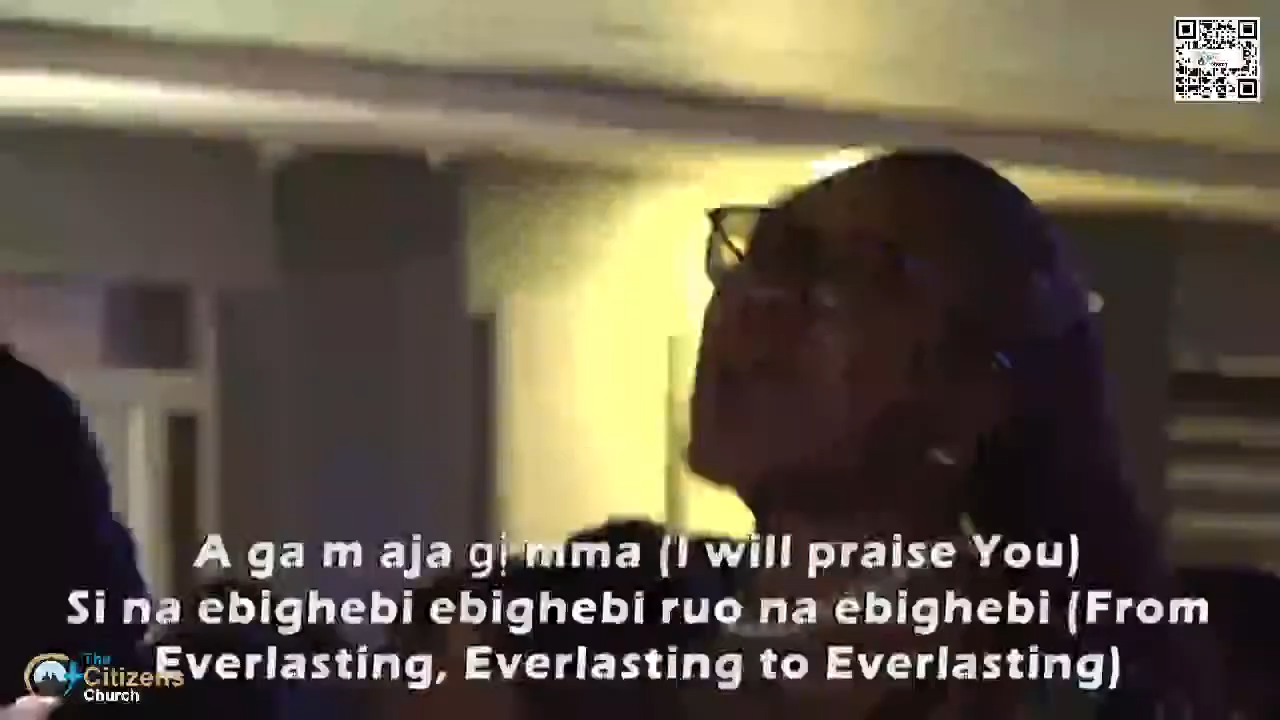 A ga m aja gị mma (I will praise You)
Si na ebighebi ebighebi ruo na ebighebi (From
Everlasting, Everlasting to Everlasting)
The
Citizens
Church